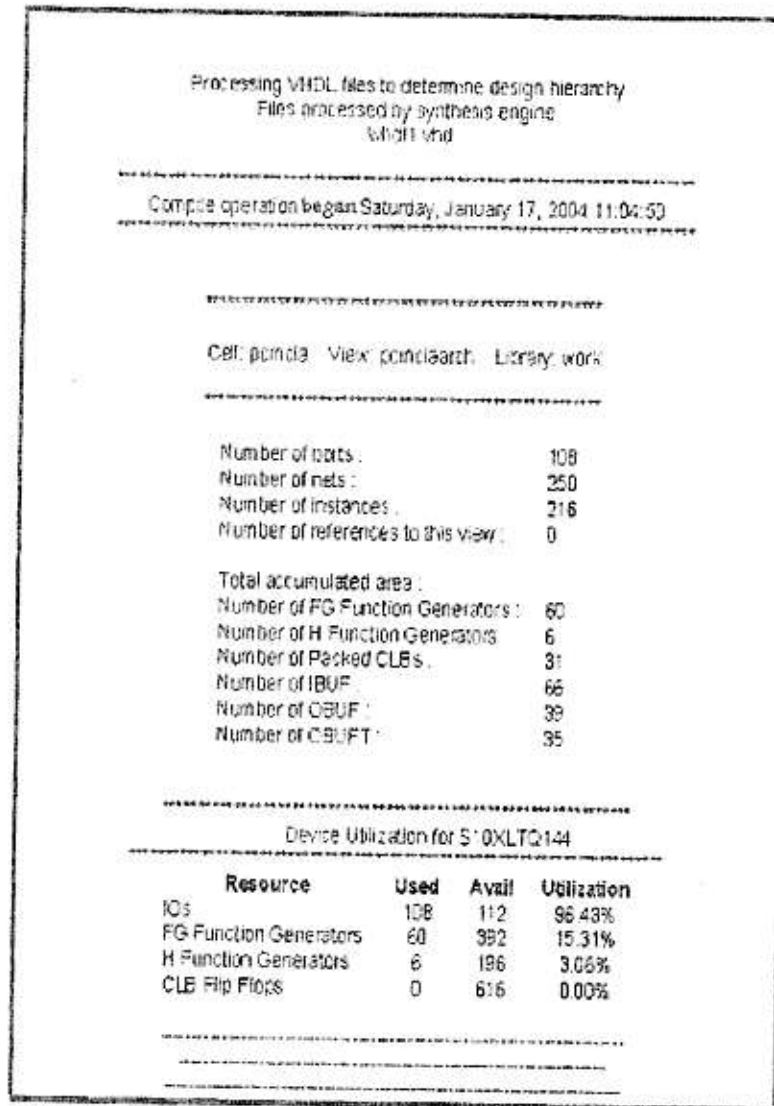 Processing VHDL files to determine design hierarchy
Files processed by synthesis engine
vhdl1.vhd
Compile operation began Saturday, January 17, 2004 11:04:50
Cell: pcmcia View: pcmciaarch Library: work
Number of ports : 108
Number of nets : 250
Number of instances : 216
Number of references to this view : 0
Total accumulated area :
Number of FG Function Generators : 60
Number of H Function Generators 6
Number of Packed CLBs : 31
Number of IBUF : 66
Number of OBUF : 39
Number of OBUFT : 35
Device Utilization for S10XLTQ144
Resource Used Avail Utilization
IOs 108 112 96.43%
FG Function Generators 60 392 15.31%
H Function Generators 6 196 3.06%
CLB Flip Flops 0 616 0.00%